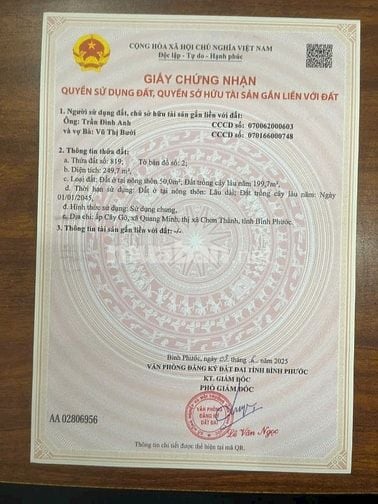 CỘNG HÒA XÃ HỘI CHỦ NGHĨA VIỆT NAM
Độc lập - Tự do - Hạnh phúc
GIẤY CHỨNG NHẬN
QUYỀN SỬ DỤNG ĐẤT, QUYỀN SỞ HỮU TÀI SẢN GẮN LIỀN VỚI ĐẤT
1. Người sử dụng đất, chủ sở hữu tài sản gắn liền với đất:
Ông: Trần Đình Anh CCCD số: 070062000603
và vợ Bà: Vũ Thị Bưởi CCCD số: 070166000748
2. Thông tin thửa đất:
a. Thửa đất số: 819; Tờ bản đồ số: 2;
b. Diện tích: 249,7 m²;
c. Loại đất: Đất ở tại nông thôn 50,0m²; Đất trồng cây lâu năm 199,7m²;
d. Thời hạn sử dụng: Đất ở tại nông thôn: Lâu dài; Đất trồng cây lâu năm: Ngày
01/01/2045;
đ. Hình thức sử dụng: Sử dụng chung;
e. Địa chỉ: ấp Cây Gõ, xã Quang Minh, thị xã Chơn Thành, tỉnh Bình Phước.
3. Thông tin tài sản gắn liền với đất: -/-
Bình Phước, ngày tháng năm 2025
VĂN PHÒNG ĐĂNG KÝ ĐẤT ĐAI TỈNH BÌNH PHƯỚC
KT. GIÁM ĐỐC
PHÓ GIÁM ĐỐC
VĂN PHÒNG
ĐĂNG KÝ
ĐẤT ĐAI
Lê Văn Ngọc
AA 02806956
Thông tin chi tiết được thể hiện tại mã QR.